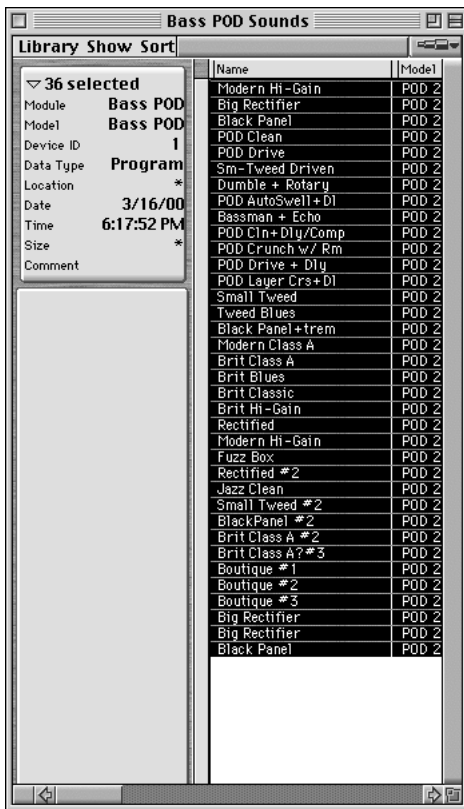 Bass POD Sounds
Library Show Sort
36 selected
Module Bass POD
Model Bass POD
Device ID 1
Data Type Program
Location *
Date 3/16/00
Time 6:17:52 PM
Size *
Comment
Name Model
Modern Hi-Gain POD 2
Big Rectifier POD 2
Black Panel POD 2
POD Clean POD 2
POD Drive POD 2
Sm-Tweed Driven POD 2
Dumble + Rotary POD 2
POD AutoSwell+Dl POD 2
Bassman + Echo POD 2
POD Cln+Dly/Comp POD 2
POD Crunch w/ Rm POD 2
POD Drive + Dly POD 2
POD Layer Crs+Dl POD 2
Small Tweed POD 2
Tweed Blues POD 2
Black Panel+trem POD 2
Modern Class A POD 2
Brit Class A POD 2
Brit Blues POD 2
Brit Classic POD 2
Brit Hi-Gain POD 2
Rectified POD 2
Modern Hi-Gain POD 2
Fuzz Box POD 2
Rectified #2 POD 2
Jazz Clean POD 2
Small Tweed #2 POD 2
BlackPanel #2 POD 2
Brit Class A #2 POD 2
Brit Class A?#3 POD 2
Boutique #1 POD 2
Boutique #2 POD 2
Boutique #3 POD 2
Big Rectifier POD 2
Big Rectifier POD 2
Black Panel POD 2